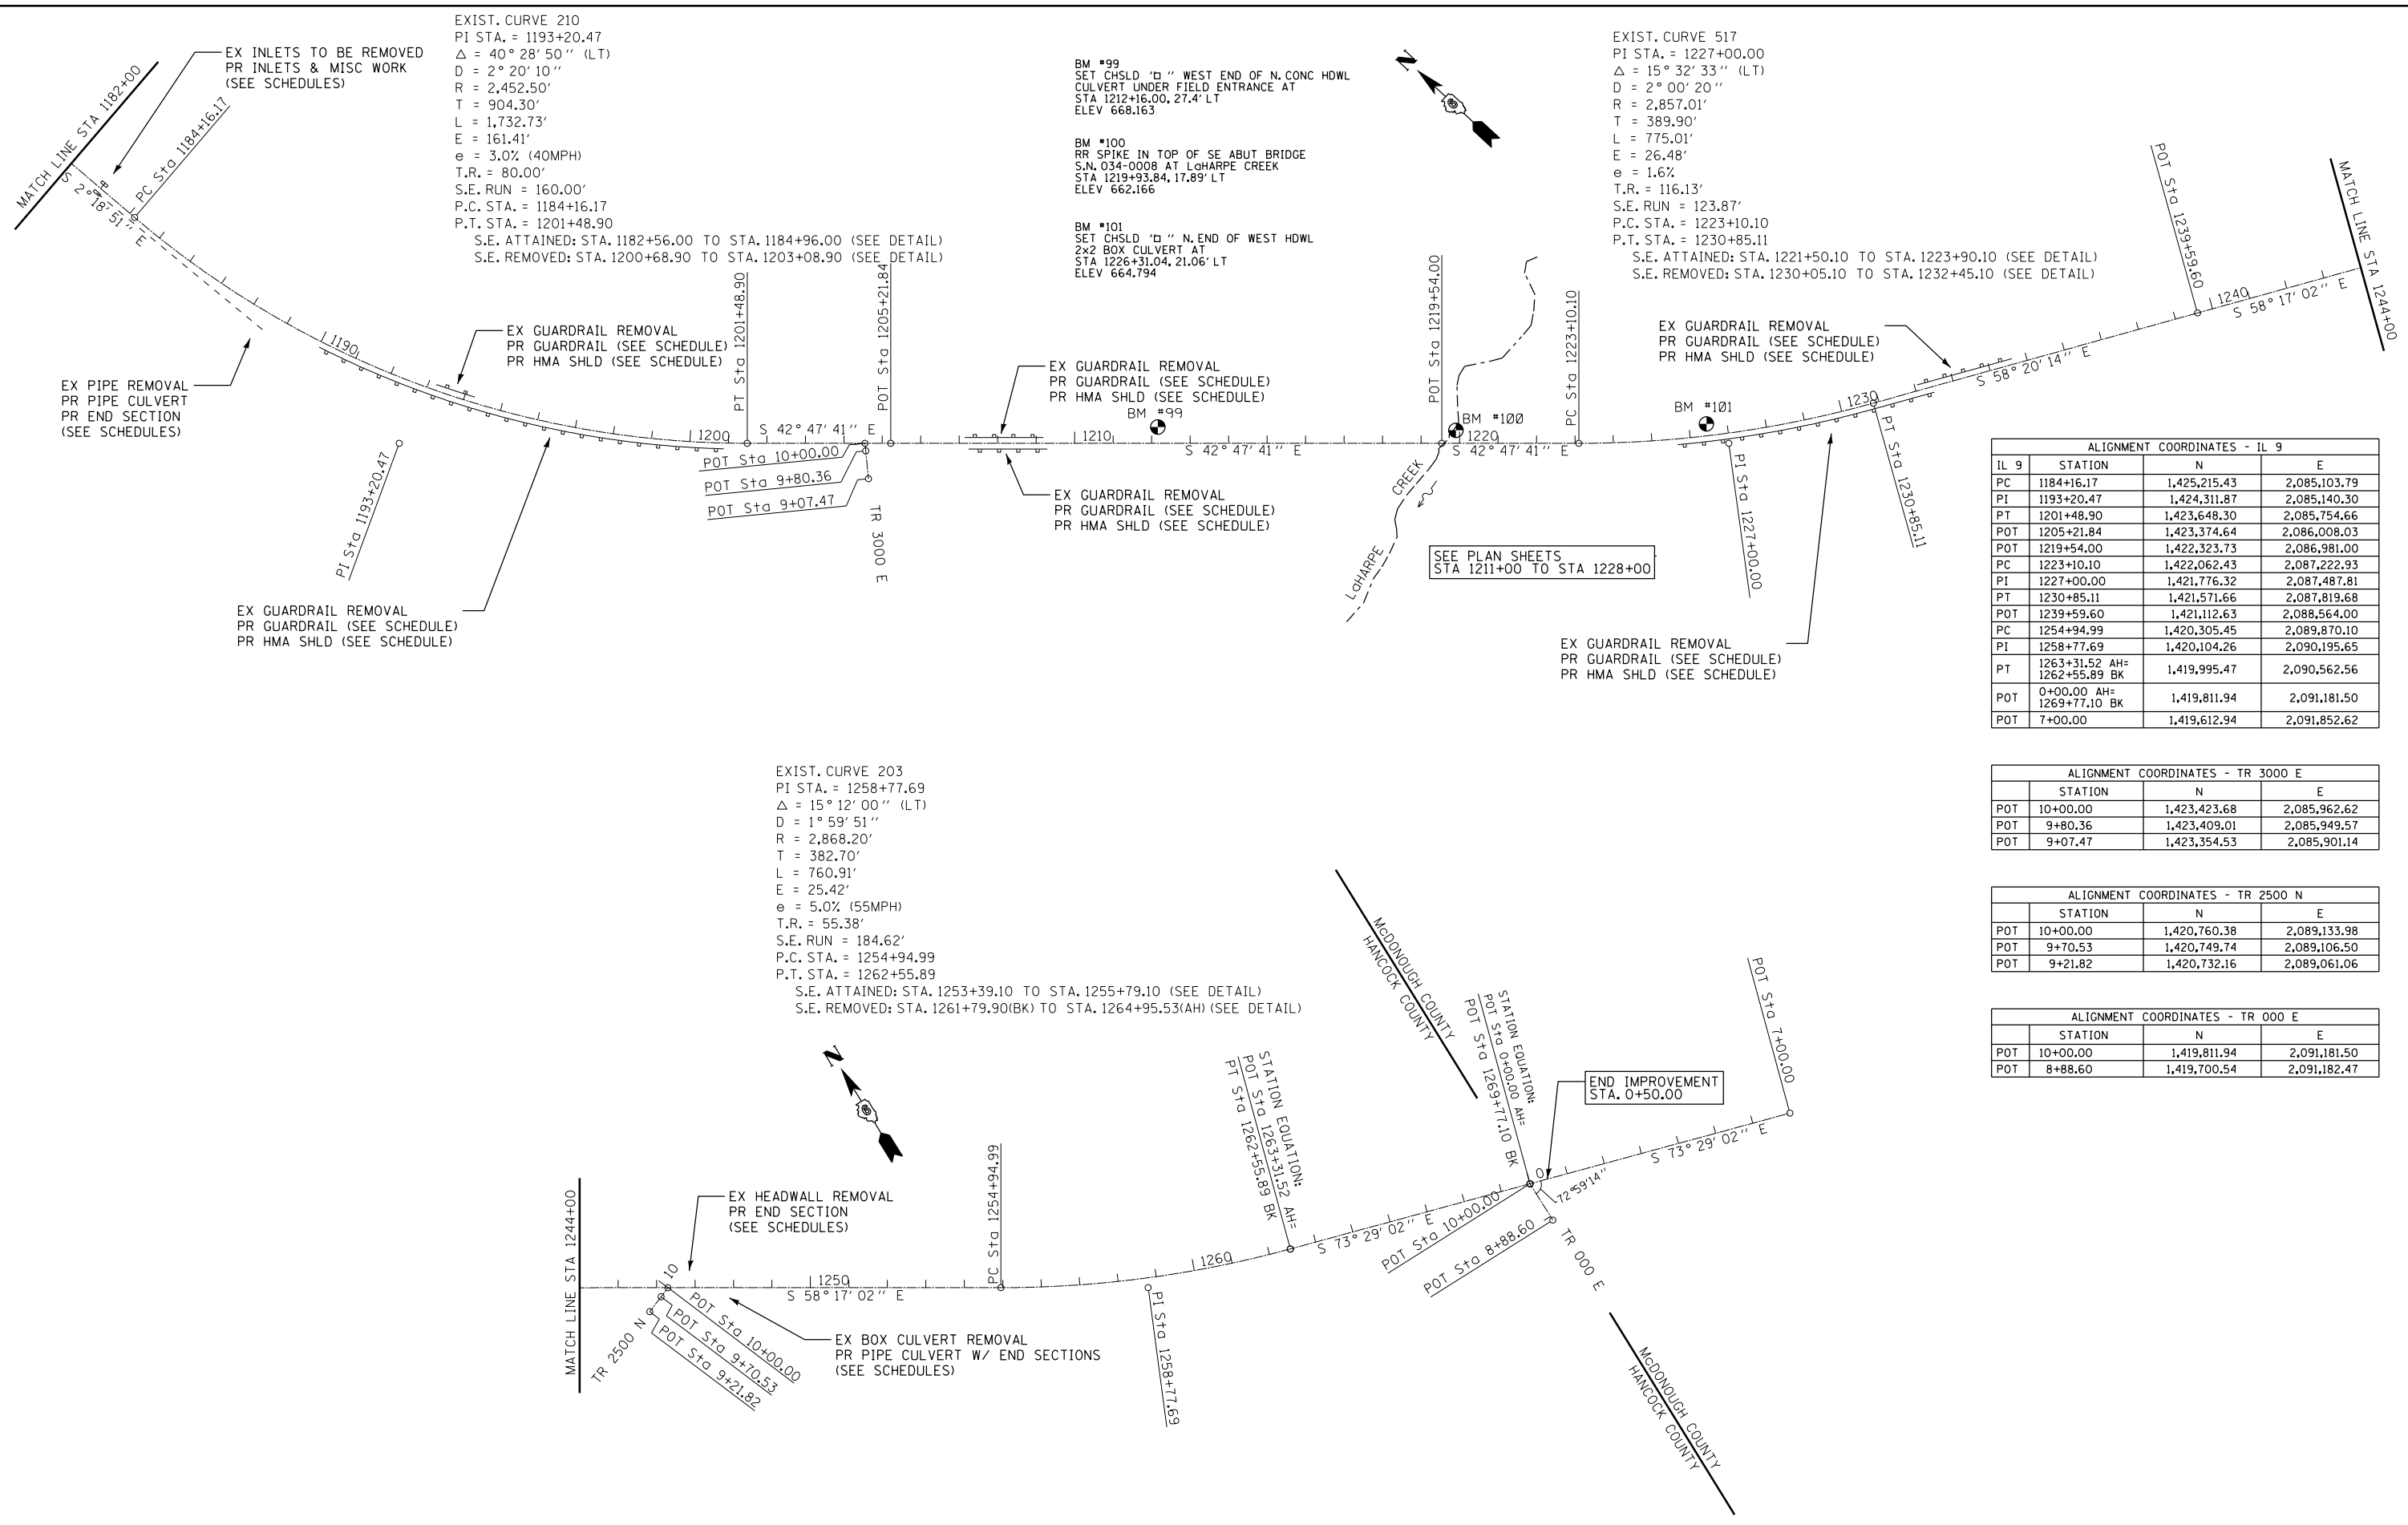 MATCH LINE STA 1182+00
EX INLETS TO BE REMOVED
PR INLETS & MISC WORK
(SEE SCHEDULES)
PC Sta 1184+16.17
S 2° 18' 51" E
EX PIPE REMOVAL
PR PIPE CULVERT
PR END SECTION
(SEE SCHEDULES)
EXIST. CURVE 210
PI STA. = 1193+20.47
Δ = 40° 28' 50" (LT)
D = 2° 20' 10"
R = 2,452.50'
T = 904.30'
L = 1,732.73'
E = 161.41'
e = 3.0% (40MPH)
T.R. = 80.00'
S.E. RUN = 160.00'
P.C. STA. = 1184+16.17
P.T. STA. = 1201+48.90
S.E. ATTAINED: STA. 1182+56.00 TO STA. 1184+96.00 (SEE DETAIL)
S.E. REMOVED: STA. 1200+68.90 TO STA. 1203+08.90 (SEE DETAIL)
1190
EX GUARDRAIL REMOVAL
PR GUARDRAIL (SEE SCHEDULE)
PR HMA SHLD (SEE SCHEDULE)
PI Sta 1193+20.47
EX GUARDRAIL REMOVAL
PR GUARDRAIL (SEE SCHEDULE)
PR HMA SHLD (SEE SCHEDULE)
1200
PT Sta 1201+48.90
POT Sta 1205+21.84
S 42° 47' 41" E
POT Sta 10+00.00
POT Sta 9+80.36
POT Sta 9+07.47
TR 3000 E
BM #99
SET CHSLD '□ " WEST END OF N. CONC HDWL
CULVERT UNDER FIELD ENTRANCE AT
STA 1212+16.00, 27.4' LT
ELEV 668.163
BM #100
RR SPIKE IN TOP OF SE ABUT BRIDGE
S.N. 034-0008 AT LaHARPE CREEK
STA 1219+93.84, 17.89' LT
ELEV 662.166
BM #101
SET CHSLD '□ " N. END OF WEST HDWL
2x2 BOX CULVERT AT
STA 1226+31.04, 21.06' LT
ELEV 664.794
N
EX GUARDRAIL REMOVAL
PR GUARDRAIL (SEE SCHEDULE)
PR HMA SHLD (SEE SCHEDULE)
BM #99
1210
S 42° 47' 41" E
EX GUARDRAIL REMOVAL
PR GUARDRAIL (SEE SCHEDULE)
PR HMA SHLD (SEE SCHEDULE)
POT Sta 1219+54.00
BM #100
1220
S 42° 47' 41" E
LaHARPE CREEK
PC Sta 1223+10.10
SEE PLAN SHEETS
STA 1211+00 TO STA 1228+00
EXIST. CURVE 517
PI STA. = 1227+00.00
Δ = 15° 32' 33" (LT)
D = 2° 00' 20"
R = 2,857.01'
T = 389.90'
L = 775.01'
E = 26.48'
e = 1.6%
T.R. = 116.13'
S.E. RUN = 123.87'
P.C. STA. = 1223+10.10
P.T. STA. = 1230+85.11
S.E. ATTAINED: STA. 1221+50.10 TO STA. 1223+90.10 (SEE DETAIL)
S.E. REMOVED: STA. 1230+05.10 TO STA. 1232+45.10 (SEE DETAIL)
EX GUARDRAIL REMOVAL
PR GUARDRAIL (SEE SCHEDULE)
PR HMA SHLD (SEE SCHEDULE)
BM #101
1230
PI Sta 1227+00.00
PT Sta 1230+85.11
EX GUARDRAIL REMOVAL
PR GUARDRAIL (SEE SCHEDULE)
PR HMA SHLD (SEE SCHEDULE)
S 58° 20' 14" E
POT Sta 1239+59.60
1240
S 58° 17' 02" E
MATCH LINE STA 1244+00
ALIGNMENT COORDINATES - IL 9
IL 9 STATION N E
PC 1184+16.17 1,425,215.43 2,085,103.79
PI 1193+20.47 1,424,311.87 2,085,140.30
PT 1201+48.90 1,423,648.30 2,085,754.66
POT 1205+21.84 1,423,374.64 2,086,008.03
POT 1219+54.00 1,422,323.73 2,086,981.00
PC 1223+10.10 1,422,062.43 2,087,222.93
PI 1227+00.00 1,421,776.32 2,087,487.81
PT 1230+85.11 1,421,571.66 2,087,819.68
POT 1239+59.60 1,421,112.63 2,088,564.00
PC 1254+94.99 1,420,305.45 2,089,870.10
PI 1258+77.69 1,420,104.26 2,090,195.65
PT 1263+31.52 AH= 1,419,995.47 2,090,562.56
1262+55.89 BK
POT 0+00.00 AH= 1,419,811.94 2,091,181.50
1269+77.10 BK
POT 7+00.00 1,419,612.94 2,091,852.62
ALIGNMENT COORDINATES - TR 3000 E
STATION N E
POT 10+00.00 1,423,423.68 2,085,962.62
POT 9+80.36 1,423,409.01 2,085,949.57
POT 9+07.47 1,423,354.53 2,085,901.14
ALIGNMENT COORDINATES - TR 2500 N
STATION N E
POT 10+00.00 1,420,760.38 2,089,133.98
POT 9+70.53 1,420,749.74 2,089,106.50
POT 9+21.82 1,420,732.16 2,089,061.06
ALIGNMENT COORDINATES - TR 000 E
STATION N E
POT 10+00.00 1,419,811.94 2,091,181.50
POT 8+88.60 1,419,700.54 2,091,182.47
EXIST. CURVE 203
PI STA. = 1258+77.69
Δ = 15° 12' 00" (LT)
D = 1° 59' 51"
R = 2,868.20'
T = 382.70'
L = 760.91'
E = 25.42'
e = 5.0% (55MPH)
T.R. = 55.38'
S.E. RUN = 184.62'
P.C. STA. = 1254+94.99
P.T. STA. = 1262+55.89
S.E. ATTAINED: STA. 1253+39.10 TO STA. 1255+79.10 (SEE DETAIL)
S.E. REMOVED: STA. 1261+79.90(BK) TO STA. 1264+95.53(AH) (SEE DETAIL)
N
MATCH LINE STA 1244+00
EX HEADWALL REMOVAL
PR END SECTION
(SEE SCHEDULES)
10
TR 2500 N
POT Sta 10+00.00
POT Sta 9+70.53
POT Sta 9+21.82
1250
S 58° 17' 02" E
EX BOX CULVERT REMOVAL
PR PIPE CULVERT W/ END SECTIONS
(SEE SCHEDULES)
PC Sta 1254+94.99
PI Sta 1258+77.69
1260
STATION EQUATION:
POT Sta 1263+31.52 AH=
PT Sta 1262+55.89 BK
S 73° 29' 02" E
McDONOUGH COUNTY
HANCOCK COUNTY
STATION EQUATION:
POT Sta 0+00.00 AH=
POT Sta 1269+77.10 BK
END IMPROVEMENT
STA. 0+50.00
0
72°59'14"
POT Sta 10+00.00
POT Sta 8+88.60
TR 000 E
S 73° 29' 02" E
POT Sta 7+00.00
McDONOUGH COUNTY
HANCOCK COUNTY